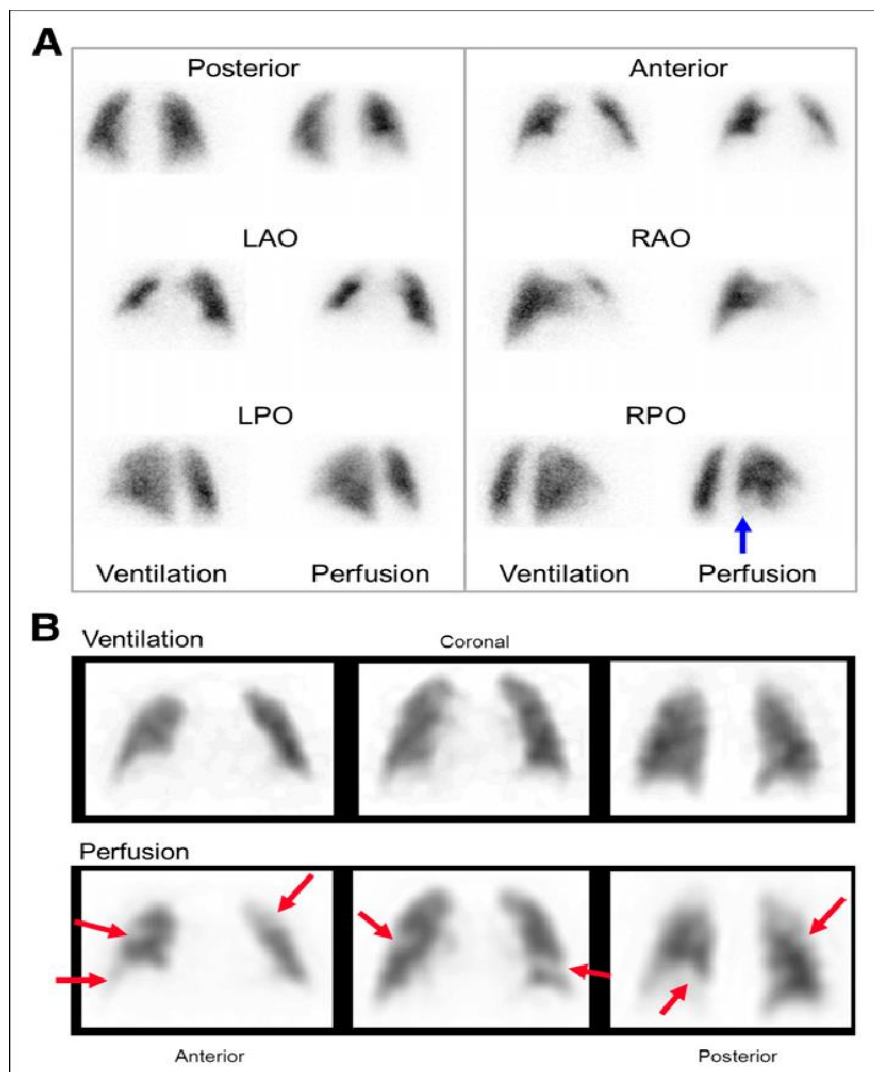 A
Posterior
Anterior
LAO
RAO
LPO
RPO
Ventilation Perfusion Ventilation Perfusion
B
Ventilation
Coronal
Perfusion
Anterior
Posterior